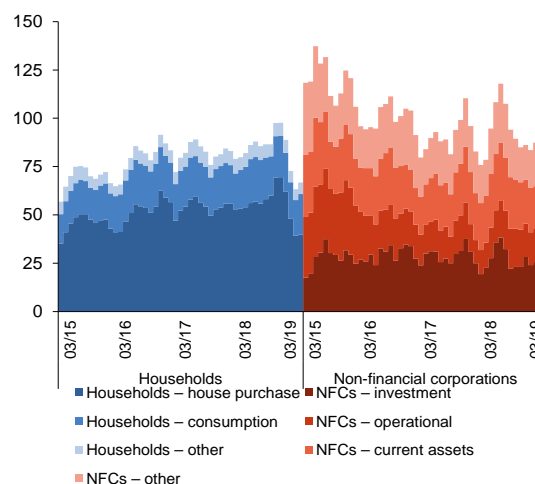 150
125
100
75
50
25
0
03/15
03/16
03/17
03/18
03/19
03/15
03/16
03/17
03/18
03/19
Households
Non-financial corporations
Households – house purchase
NFCs – investment
Households – consumption
NFCs – operational
Households – other
NFCs – current assets
NFCs – other